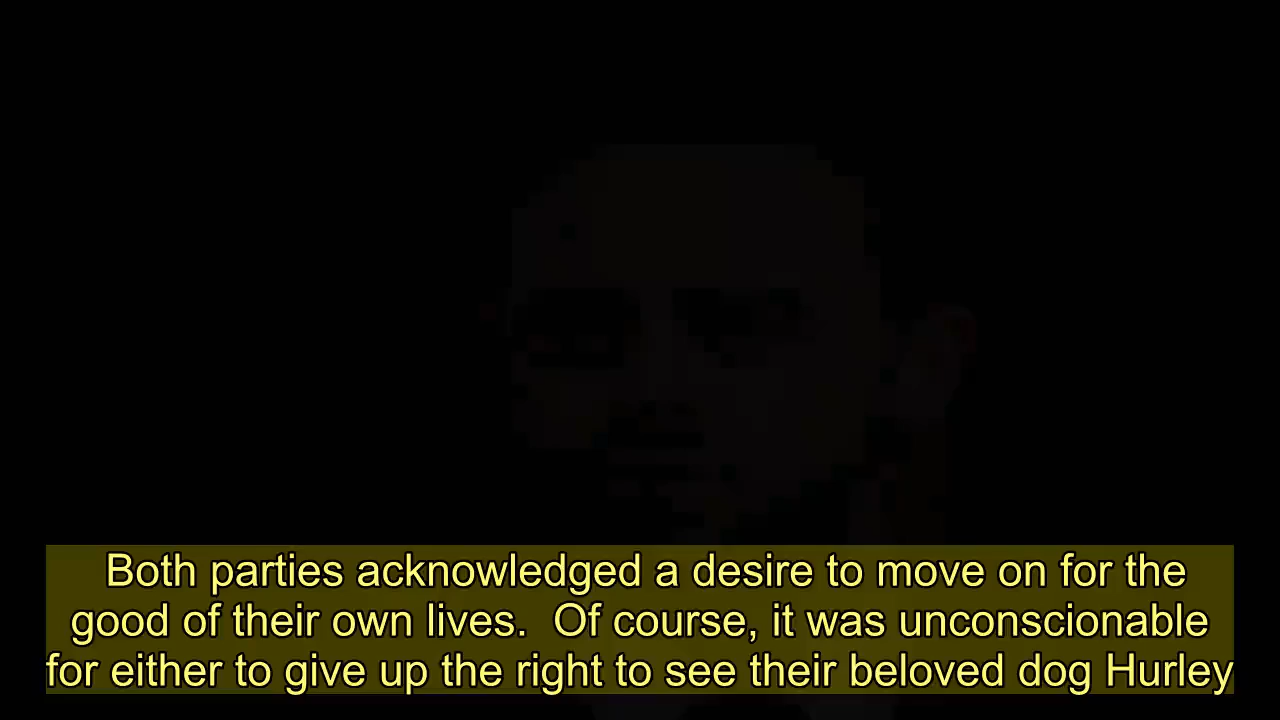 Both parties acknowledged a desire to move on for the
good of their own lives.  Of course, it was unconscionable
for either to give up the right to see their beloved dog Hurley